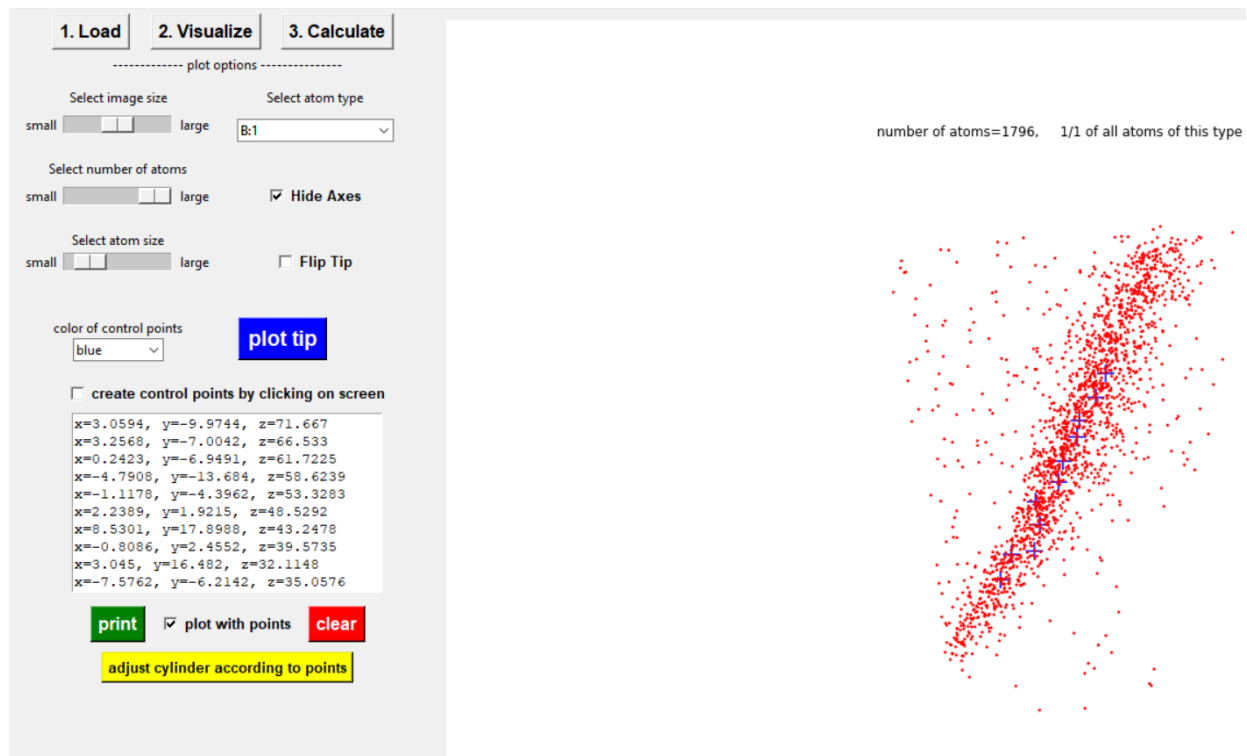 1. Load 2. Visualize 3. Calculate
------------- plot options ---------------
Select image size Select atom type
small large B:1
number of atoms=1796, 1/1 of all atoms of this type
Select number of atoms
small large Hide Axes
Select atom size
small large Flip Tip
color of control points
blue plot tip
create control points by clicking on screen
x=3.0594, y=-9.9744, z=71.667
x=3.2568, y=-7.0042, z=66.533
x=0.2423, y=-6.9491, z=61.7225
x=-4.7908, y=-13.684, z=58.6239
x=-1.1178, y=-4.3962, z=53.3283
x=2.2389, y=1.9215, z=48.5292
x=8.5301, y=17.8988, z=43.2478
x=-0.8086, y=2.4552, z=39.5735
x=3.045, y=16.482, z=32.1148
x=-7.5762, y=-6.2142, z=35.0576
print plot with points clear
adjust cylinder according to points